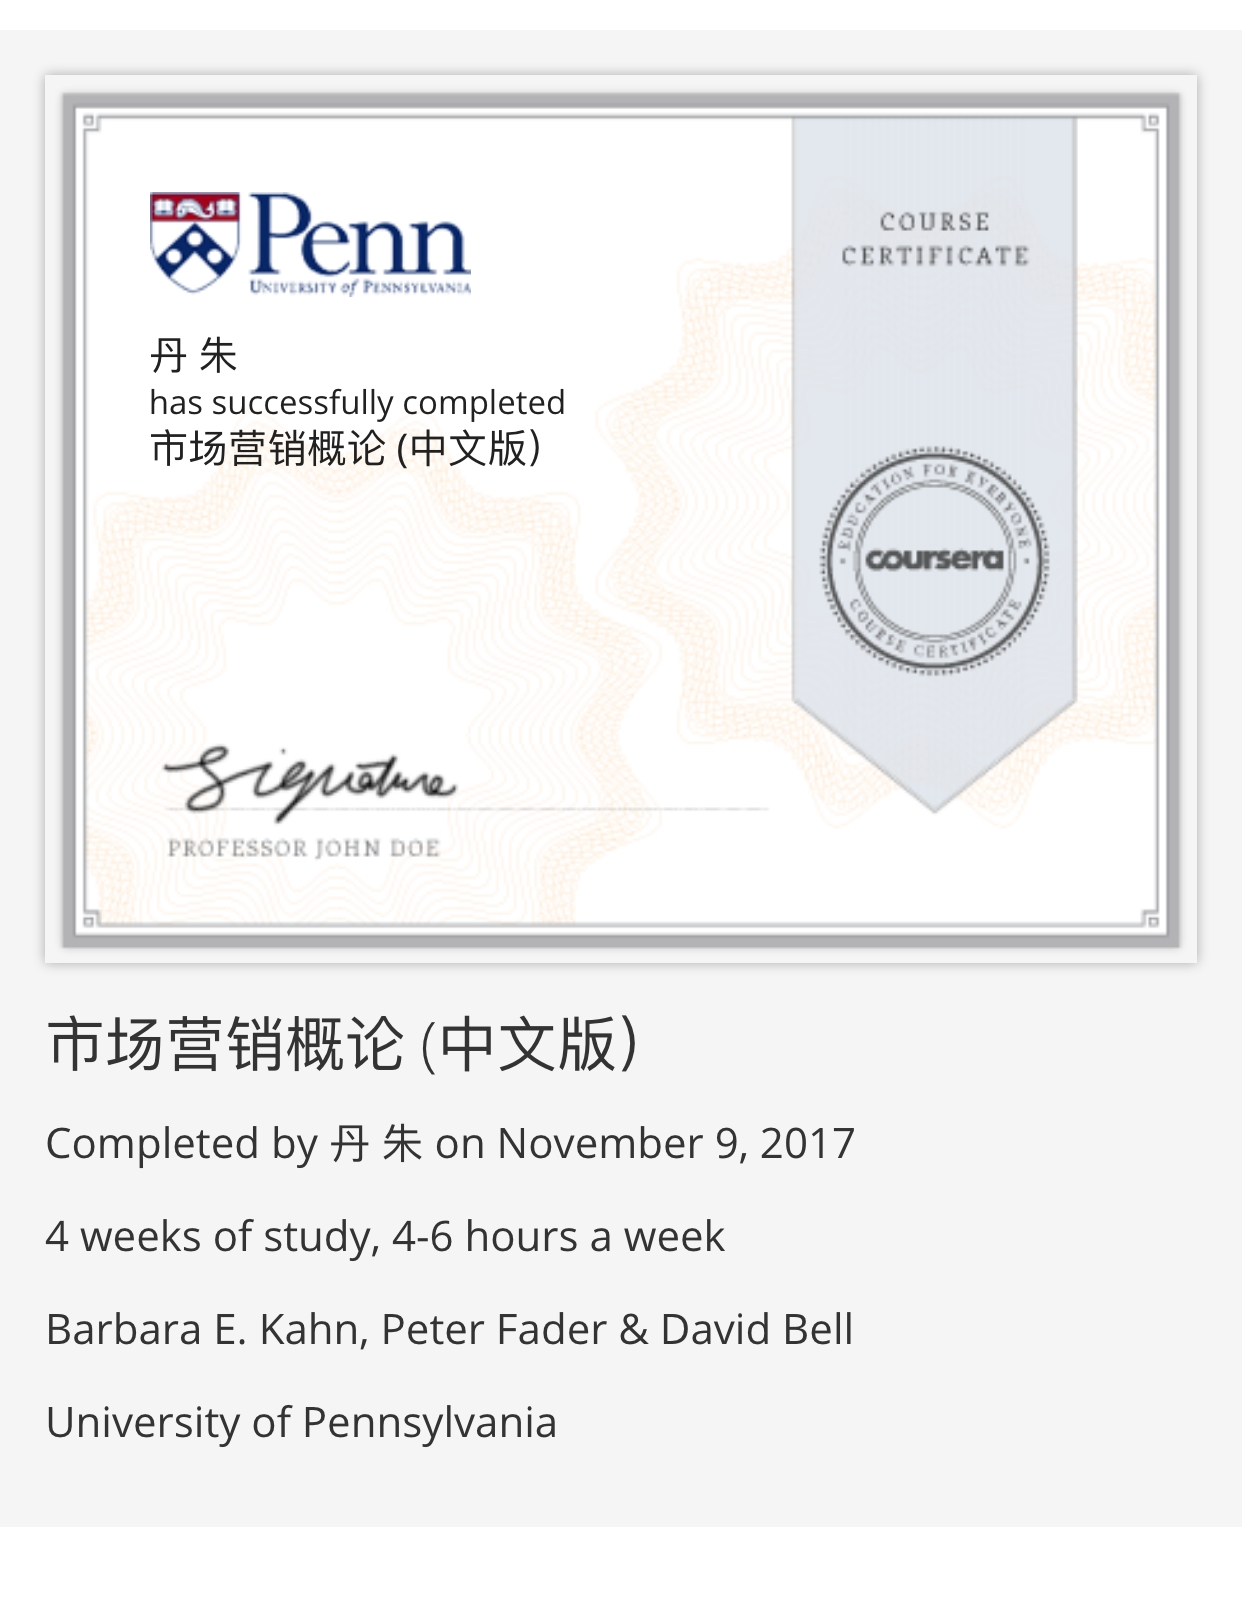 Penn
UNIVERSITY of PENNSYLVANIA
丹 朱
has successfully completed
市场营销概论 (中文版）
COURSE
CERTIFICATE
EDUCATION FOR EVERYONE
coursera
COURSE CERTIFICATE
Signature
PROFESSOR JOHN DOE
市场营销概论 (中文版）
Completed by 丹 朱 on November 9, 2017
4 weeks of study, 4-6 hours a week
Barbara E. Kahn, Peter Fader & David Bell
University of Pennsylvania